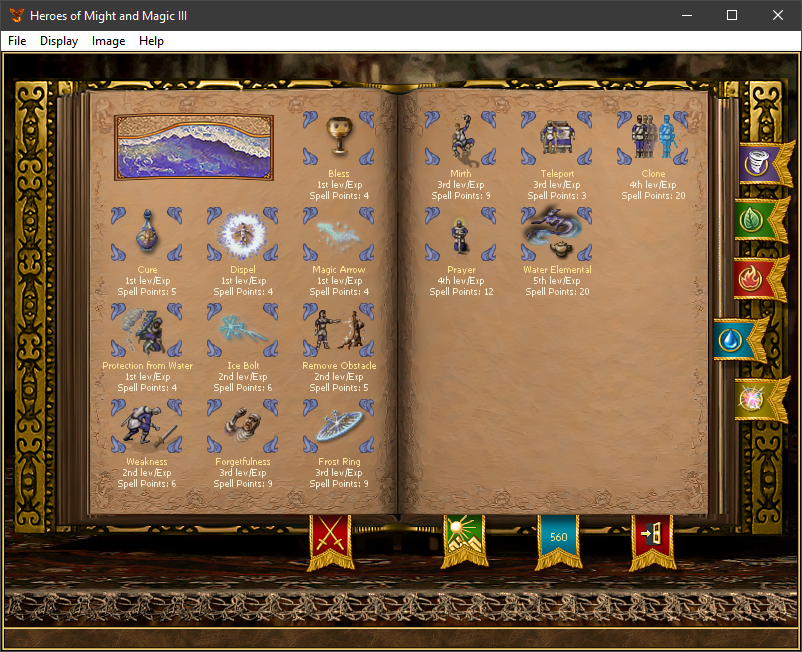 Heroes of Might and Magic III
File Display Image Help
Bless
1st lev/Exp
Spell Points: 4
Cure
1st lev/Exp
Spell Points: 5
Dispel
1st lev/Exp
Spell Points: 4
Magic Arrow
1st lev/Exp
Spell Points: 4
Protection from Water
1st lev/Exp
Spell Points: 4
Ice Bolt
2nd lev/Exp
Spell Points: 6
Remove Obstacle
2nd lev/Exp
Spell Points: 5
Weakness
2nd lev/Exp
Spell Points: 6
Forgetfulness
3rd lev/Exp
Spell Points: 9
Frost Ring
3rd lev/Exp
Spell Points: 9
Mirth
3rd lev/Exp
Spell Points: 9
Teleport
3rd lev/Exp
Spell Points: 3
Clone
4th lev/Exp
Spell Points: 20
Prayer
4th lev/Exp
Spell Points: 12
Water Elemental
5th lev/Exp
Spell Points: 20
560